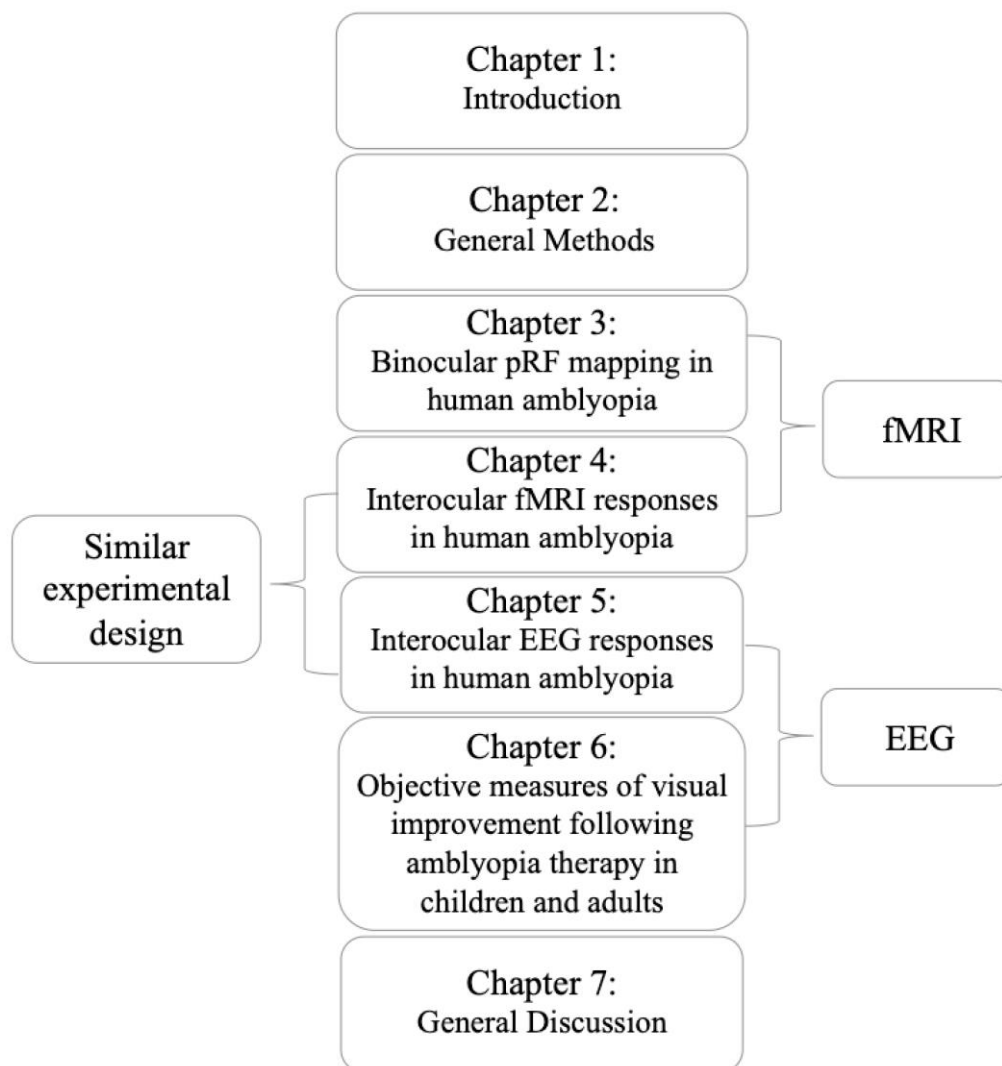 Chapter 1:
Introduction
Chapter 2:
General Methods
Chapter 3:
Binocular pRF mapping in
human amblyopia
fMRI
Chapter 4:
Interocular fMRI responses
in human amblyopia
Similar
experimental
design
Chapter 5:
Interocular EEG responses
in human amblyopia
EEG
Chapter 6:
Objective measures of visual
improvement following
amblyopia therapy in
children and adults
Chapter 7:
General Discussion